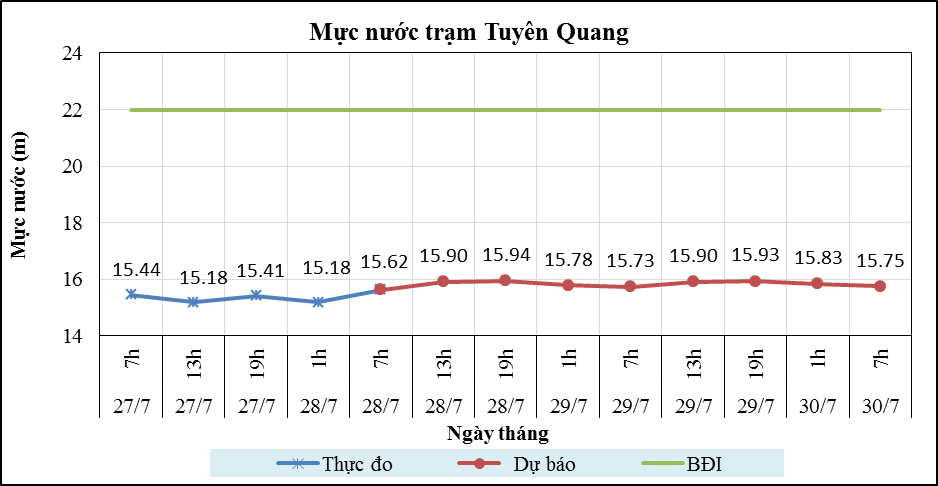 Mực nước trạm Tuyên Quang
Mực nước (m)
24
22
20
18
16
14
15.44 15.18 15.41 15.18 15.62 15.90 15.94 15.78 15.73 15.90 15.93 15.83 15.75
7h 13h 19h 1h 7h 13h 19h 1h 7h 13h 19h 1h 7h
27/7 27/7 27/7 28/7 28/7 28/7 28/7 29/7 29/7 29/7 29/7 30/7 30/7
Ngày tháng
Thực đo Dự báo BĐI